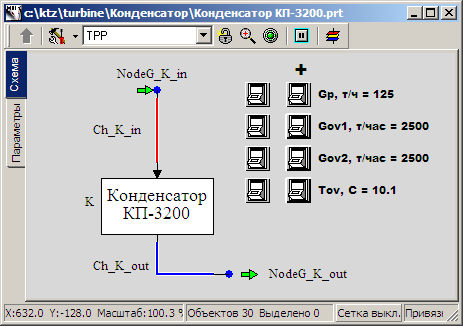 c:\ktz\turbine\Конденсатор\Конденсатор КП-3200.prt
TPP
Схема
Параметры
NodeG_K_in
Ch_K_in
K
Конденсатор
КП-3200
Ch_K_out
NodeG_K_out
+
Gp, т/ч = 125
Gov1, т/час = 2500
Gov2, т/час = 2500
Tov, C = 10.1
X:632.0 Y:-128.0 Масштаб:100.3 %
Объектов 30 Выделено 0
Сетка выкл.
Привяз